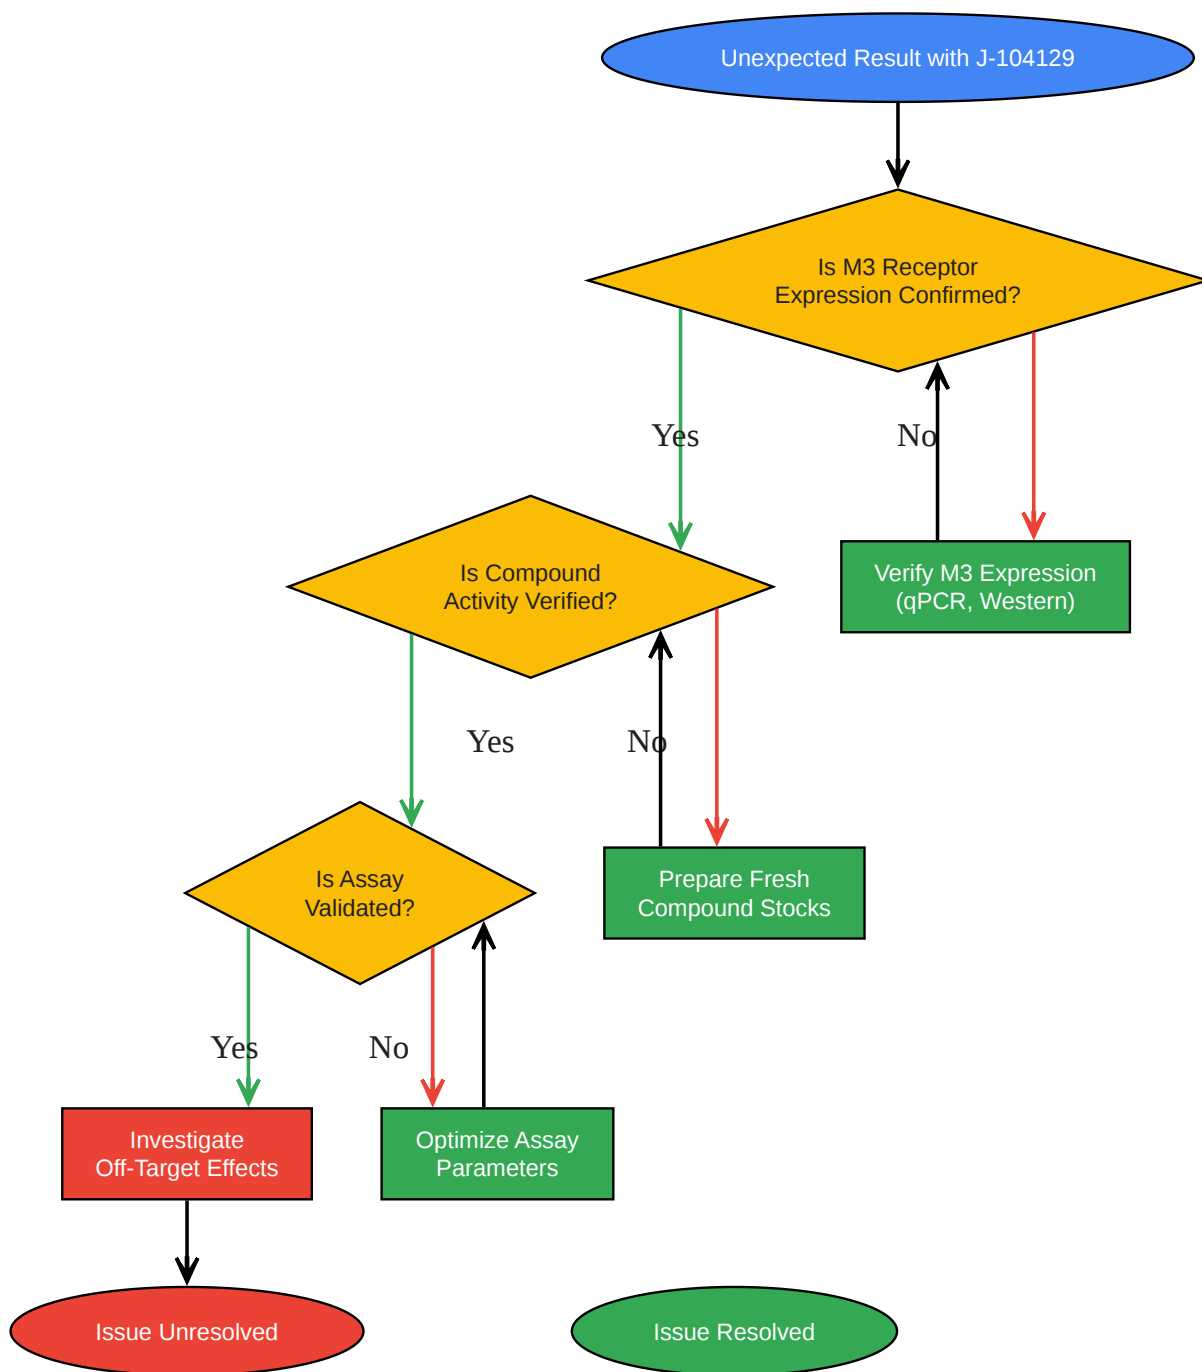 Unexpected Result with J-104129
Is M3 Receptor
Expression Confirmed?
Yes
No
Is Compound
Activity Verified?
Verify M3 Expression
(qPCR, Western)
Yes
No
Is Assay
Validated?
Prepare Fresh
Compound Stocks
Yes
No
Investigate
Off-Target Effects
Optimize Assay
Parameters
Issue Unresolved
Issue Resolved